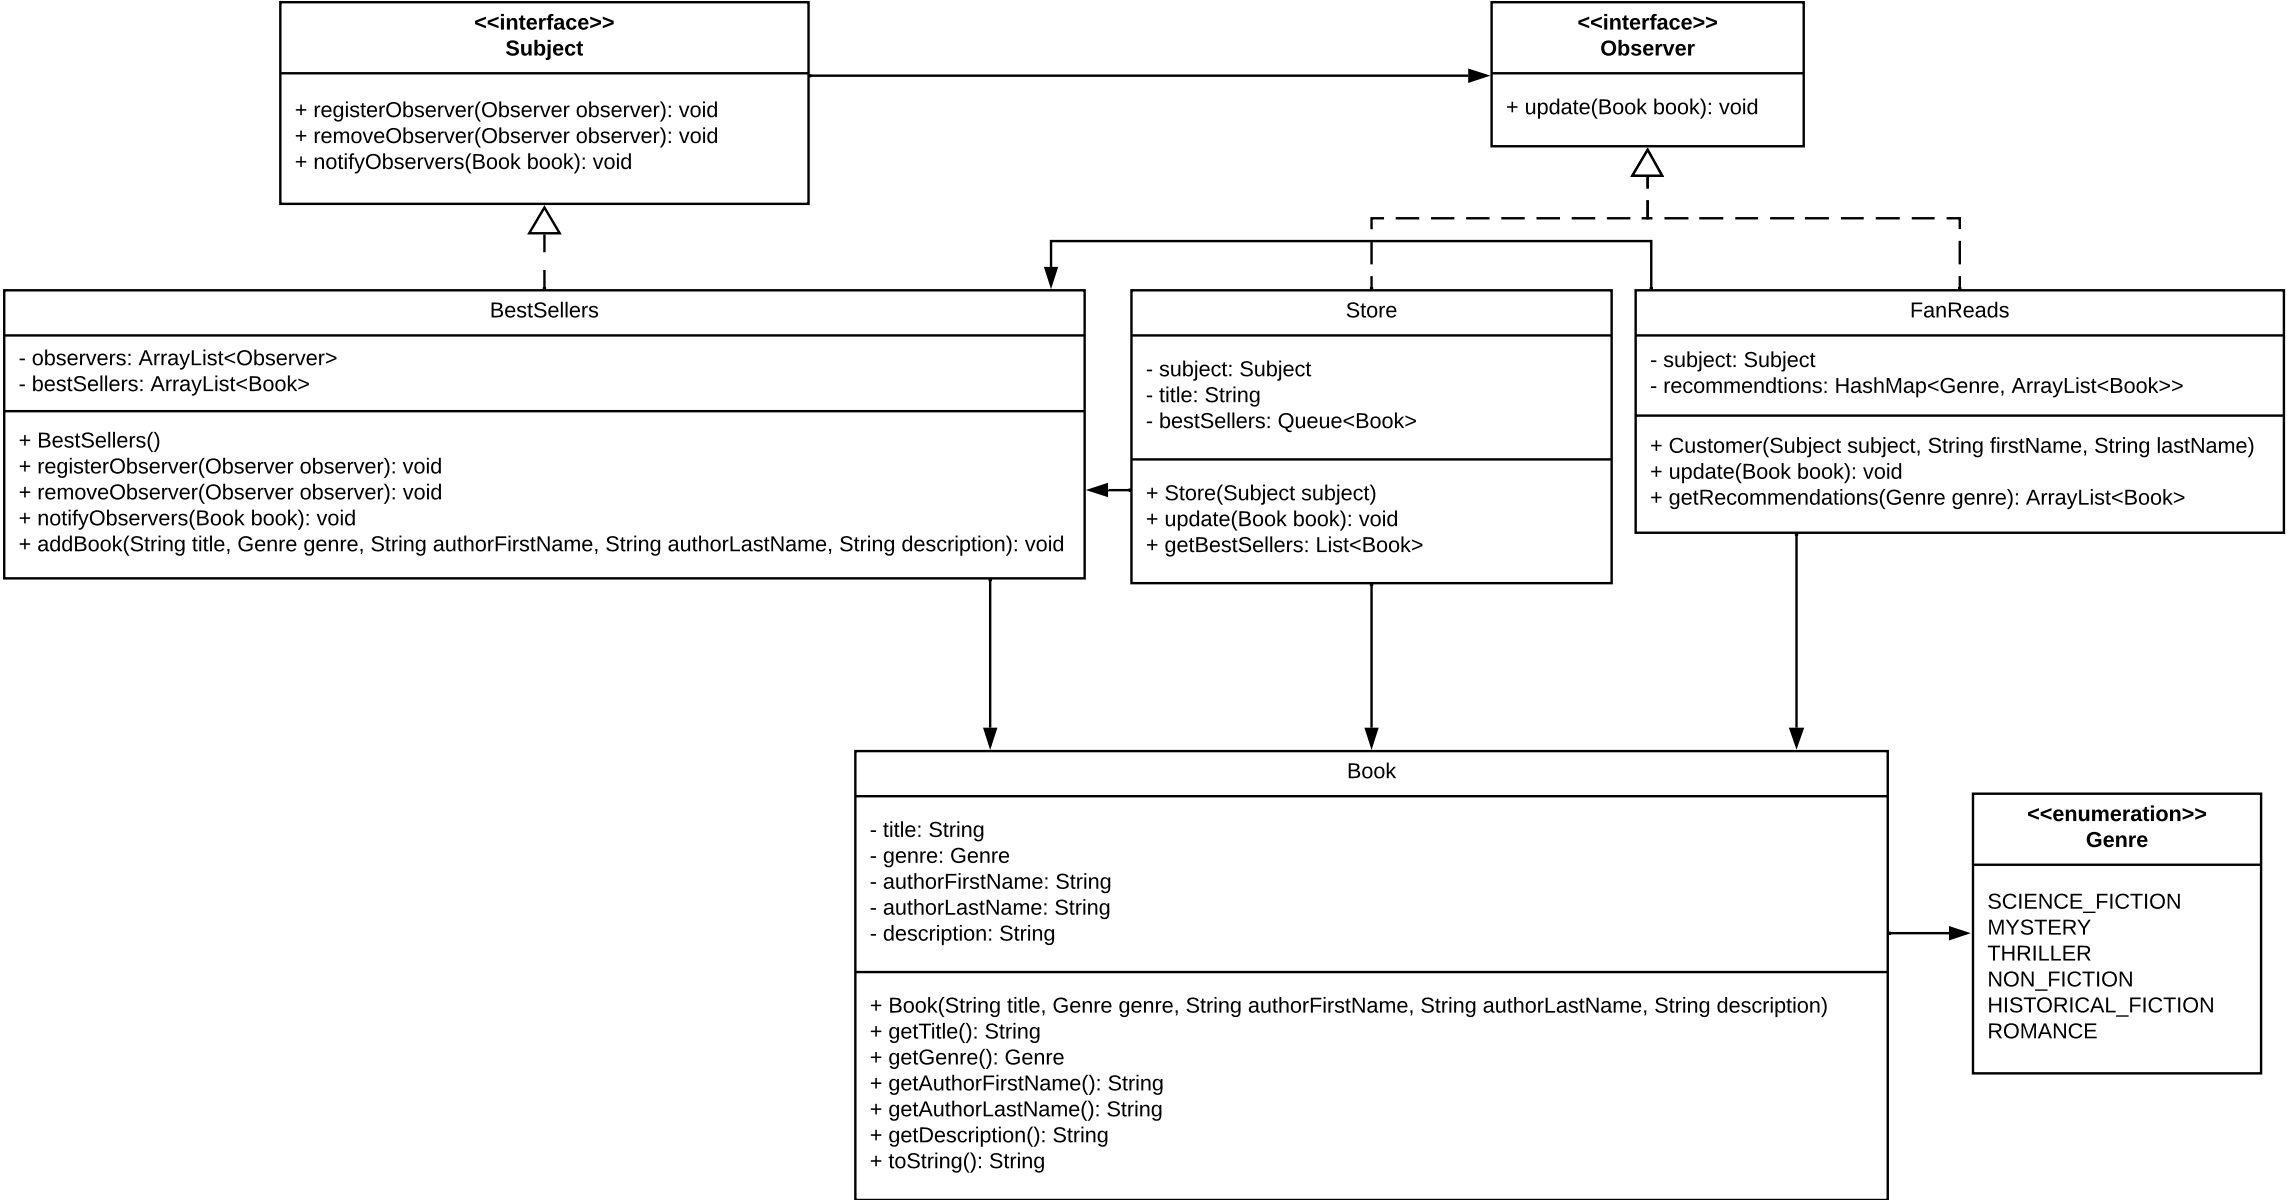 <<interface>>
Subject
+ registerObserver(Observer observer): void
+ removeObserver(Observer observer): void
+ notifyObservers(Book book): void
<<interface>>
Observer
+ update(Book book): void
BestSellers
- observers: ArrayList<Observer>
- bestSellers: ArrayList<Book>
+ BestSellers()
+ registerObserver(Observer observer): void
+ removeObserver(Observer observer): void
+ notifyObservers(Book book): void
+ addBook(String title, Genre genre, String authorFirstName, String authorLastName, String description): void
Store
- subject: Subject
- title: String
- bestSellers: Queue<Book>
+ Store(Subject subject)
+ update(Book book): void
+ getBestSellers: List<Book>
FanReads
- subject: Subject
- recommendtions: HashMap<Genre, ArrayList<Book>>
+ Customer(Subject subject, String firstName, String lastName)
+ update(Book book): void
+ getRecommendations(Genre genre): ArrayList<Book>
Book
- title: String
- genre: Genre
- authorFirstName: String
- authorLastName: String
- description: String
+ Book(String title, Genre genre, String authorFirstName, String authorLastName, String description)
+ getTitle(): String
+ getGenre(): Genre
+ getAuthorFirstName(): String
+ getAuthorLastName(): String
+ getDescription(): String
+ toString(): String
<<enumeration>>
Genre
SCIENCE_FICTION
MYSTERY
THRILLER
NON_FICTION
HISTORICAL_FICTION
ROMANCE